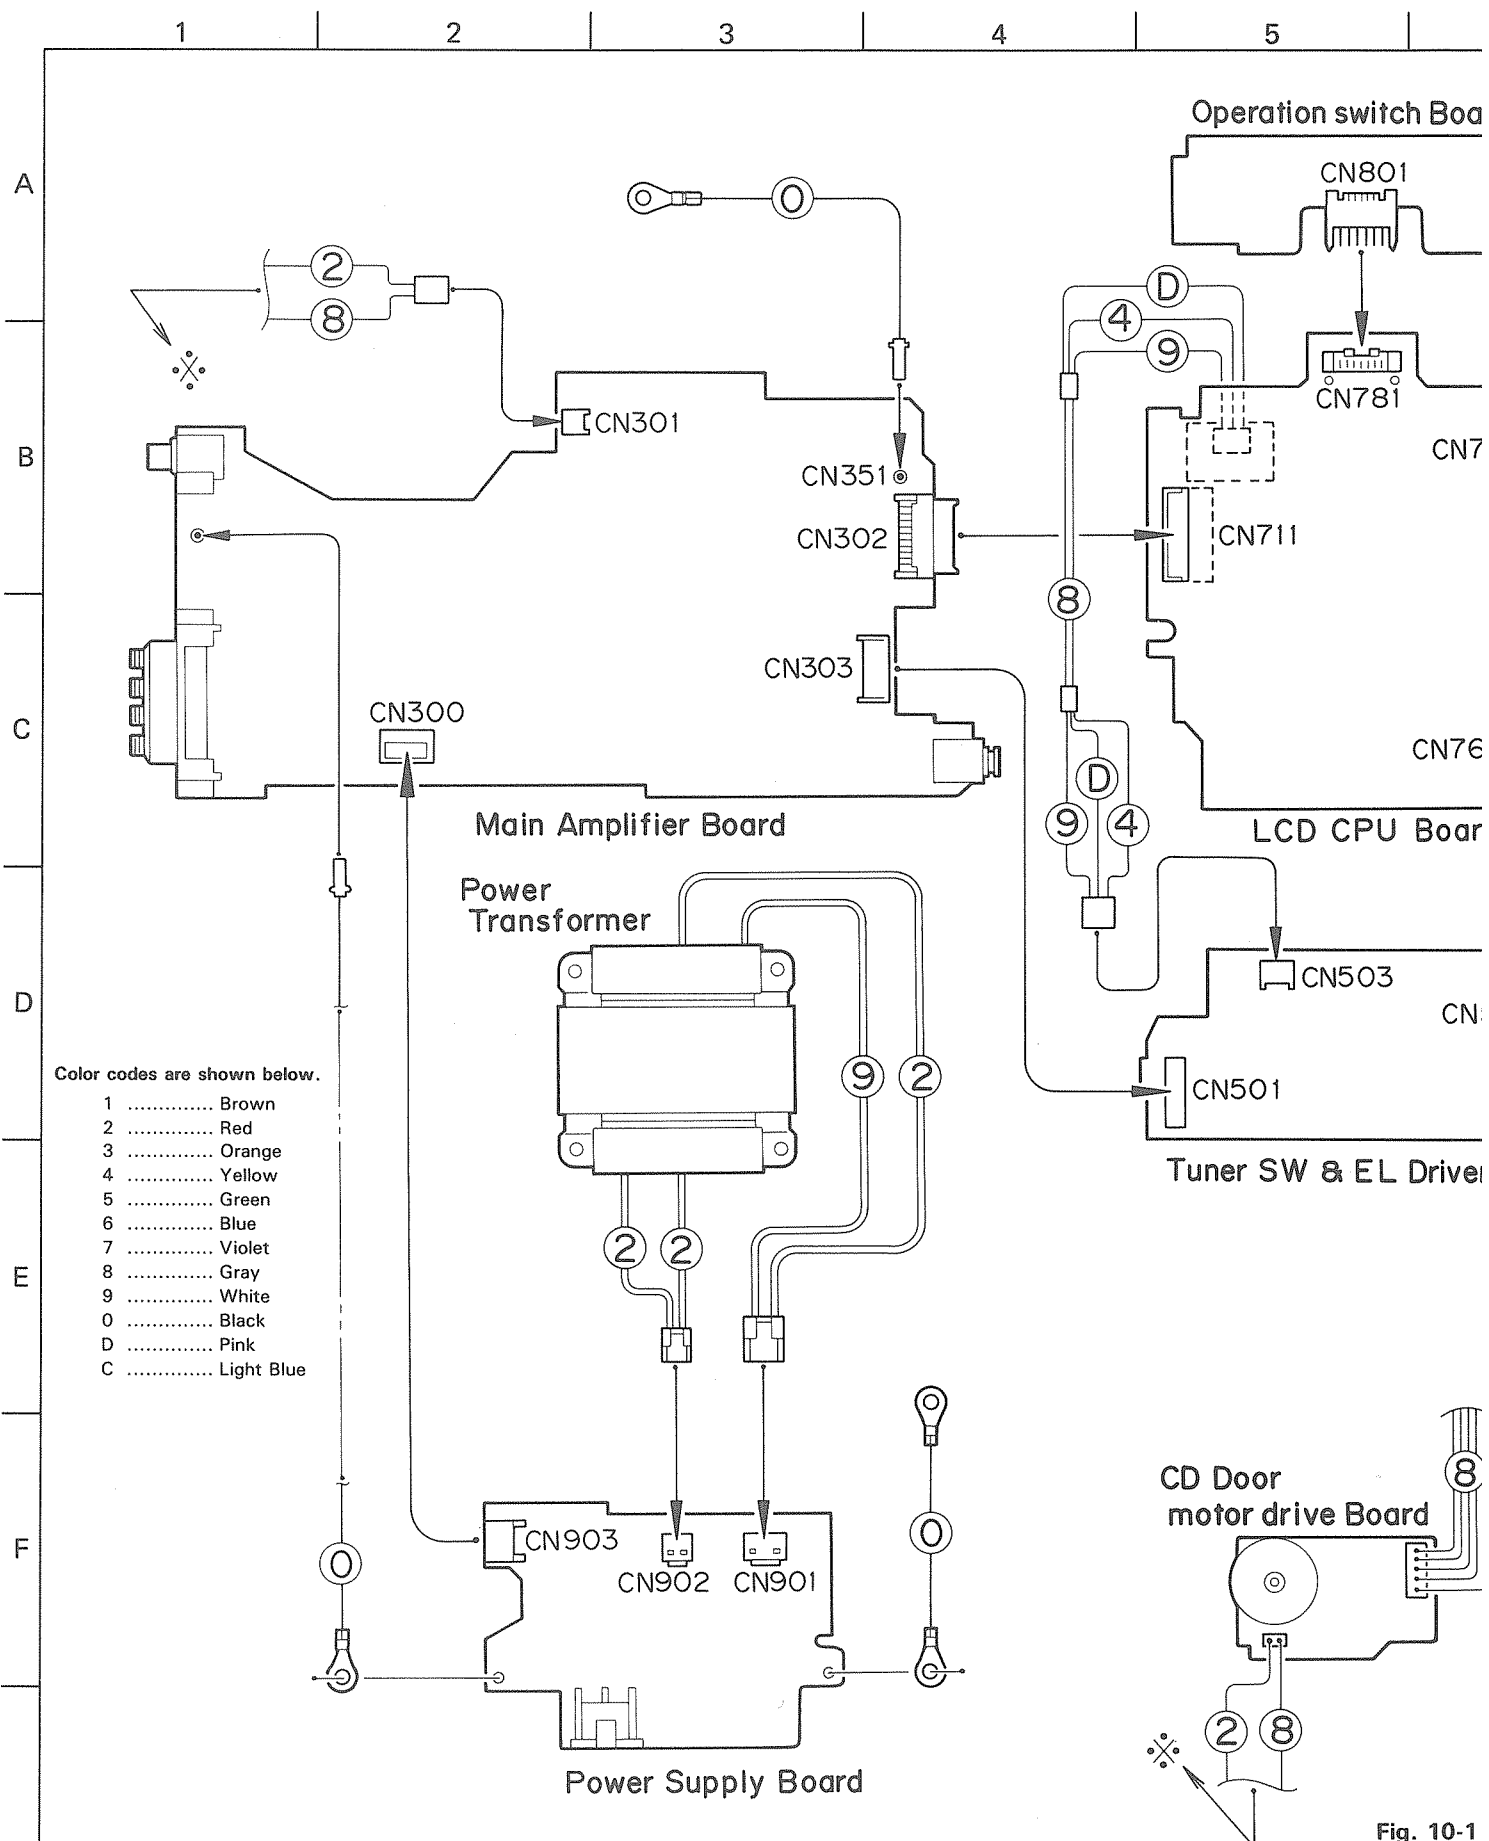 1 2 3 4 5
A
B
C
D
E
F
Operation switch Boa
CN801
0
2
8
D
4
9
CN781
CN301
CN351
CN7
CN302
CN711
8
CN303
CN300
CN76
D
9
4
Main Amplifier Board
LCD CPU Boar
Power
Transformer
CN503
CN
9
2
CN501
Tuner SW & EL Driver
Color codes are shown below.
1 .............. Brown
2 .............. Red
3 .............. Orange
4 .............. Yellow
5 .............. Green
6 .............. Blue
7 .............. Violet
8 .............. Gray
9 .............. White
0 .............. Black
D .............. Pink
C .............. Light Blue
2
2
CD Door
motor drive Board
8
CN903
CN902
CN901
0
0
2
8
※
※
Power Supply Board
Fig. 10-1